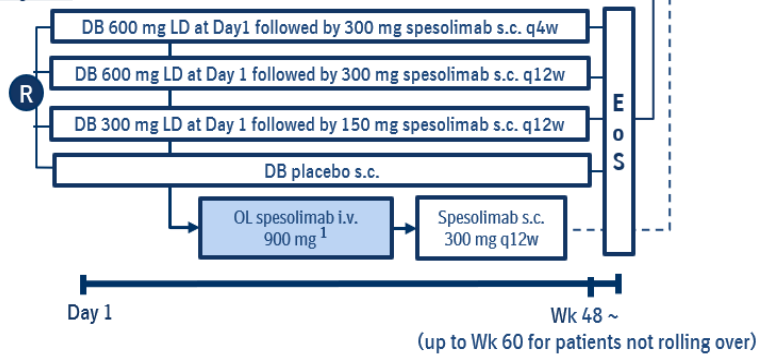 DB 600 mg LD at Day1 followed by 300 mg spesolimab s.c. q4w
DB 600 mg LD at Day 1 followed by 300 mg spesolimab s.c. q12w
R
DB 300 mg LD at Day 1 followed by 150 mg spesolimab s.c. q12w
DB placebo s.c.
E
o
S
OL spesolimab i.v.
900 mg 1
Spesolimab s.c.
300 mg q12w
Day 1
Wk 48 ~
(up to Wk 60 for patients not rolling over)